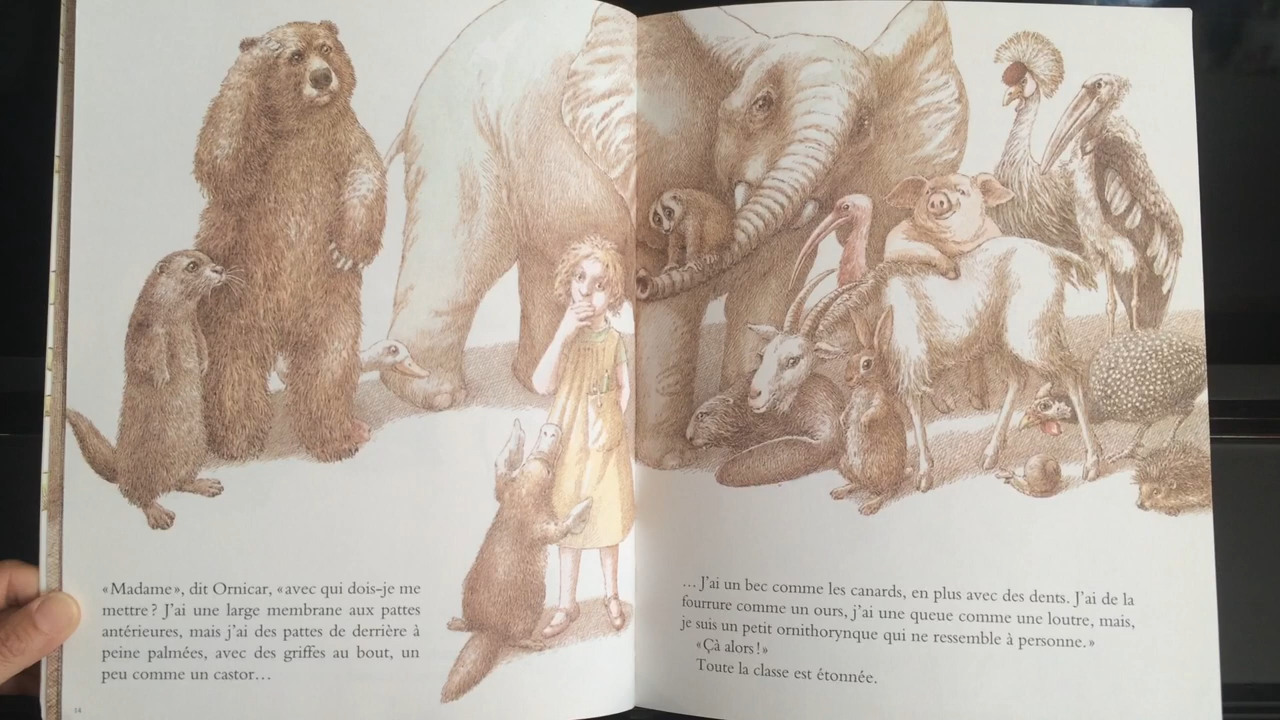 «Madame», dit Ornicar, «avec qui dois-je me
mettre? J'ai une large membrane aux pattes
antérieures, mais j'ai des pattes de derrière à
peine palmées, avec des griffes au bout, un
peu comme un castor…
14
… J'ai un bec comme les canards, en plus avec des dents. J'ai de la
fourrure comme un ours, j'ai une queue comme une loutre, mais,
je suis un petit ornithorynque qui ne ressemble à personne.»
«Çà alors!»
Toute la classe est étonnée.